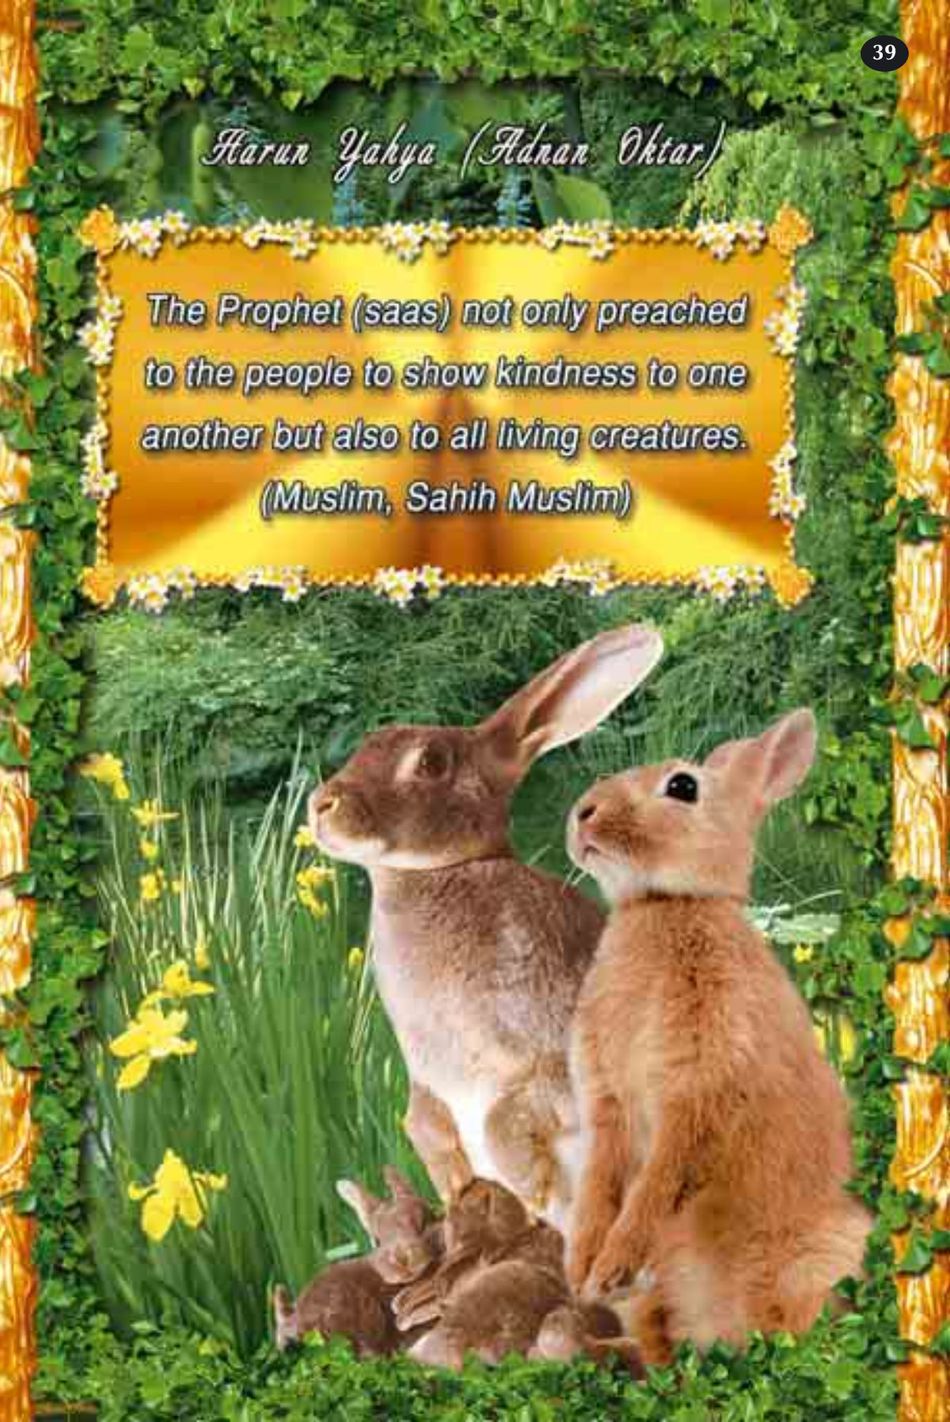 39
Harun Yahya (Adnan Oktar)
The Prophet (saas) not only preached
to the people to show kindness to one
another but also to all living creatures.
(Muslim, Sahih Muslim)